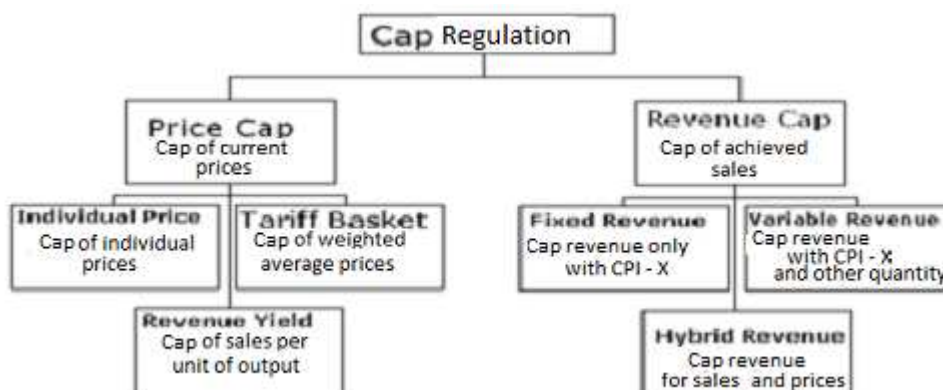 Cap Regulation
Price Cap
Cap of current
prices
Revenue Cap
Cap of achieved
sales
Individual Price
Cap of individual
prices
Tariff Basket
Cap of weighted
average prices
Fixed Revenue
Cap revenue only
with CPI - X
Variable Revenue
Cap revenue
with CPI - X
and other quantity
Revenue Yield
Cap of sales per
unit of output
Hybrid Revenue
Cap revenue
for sales and prices